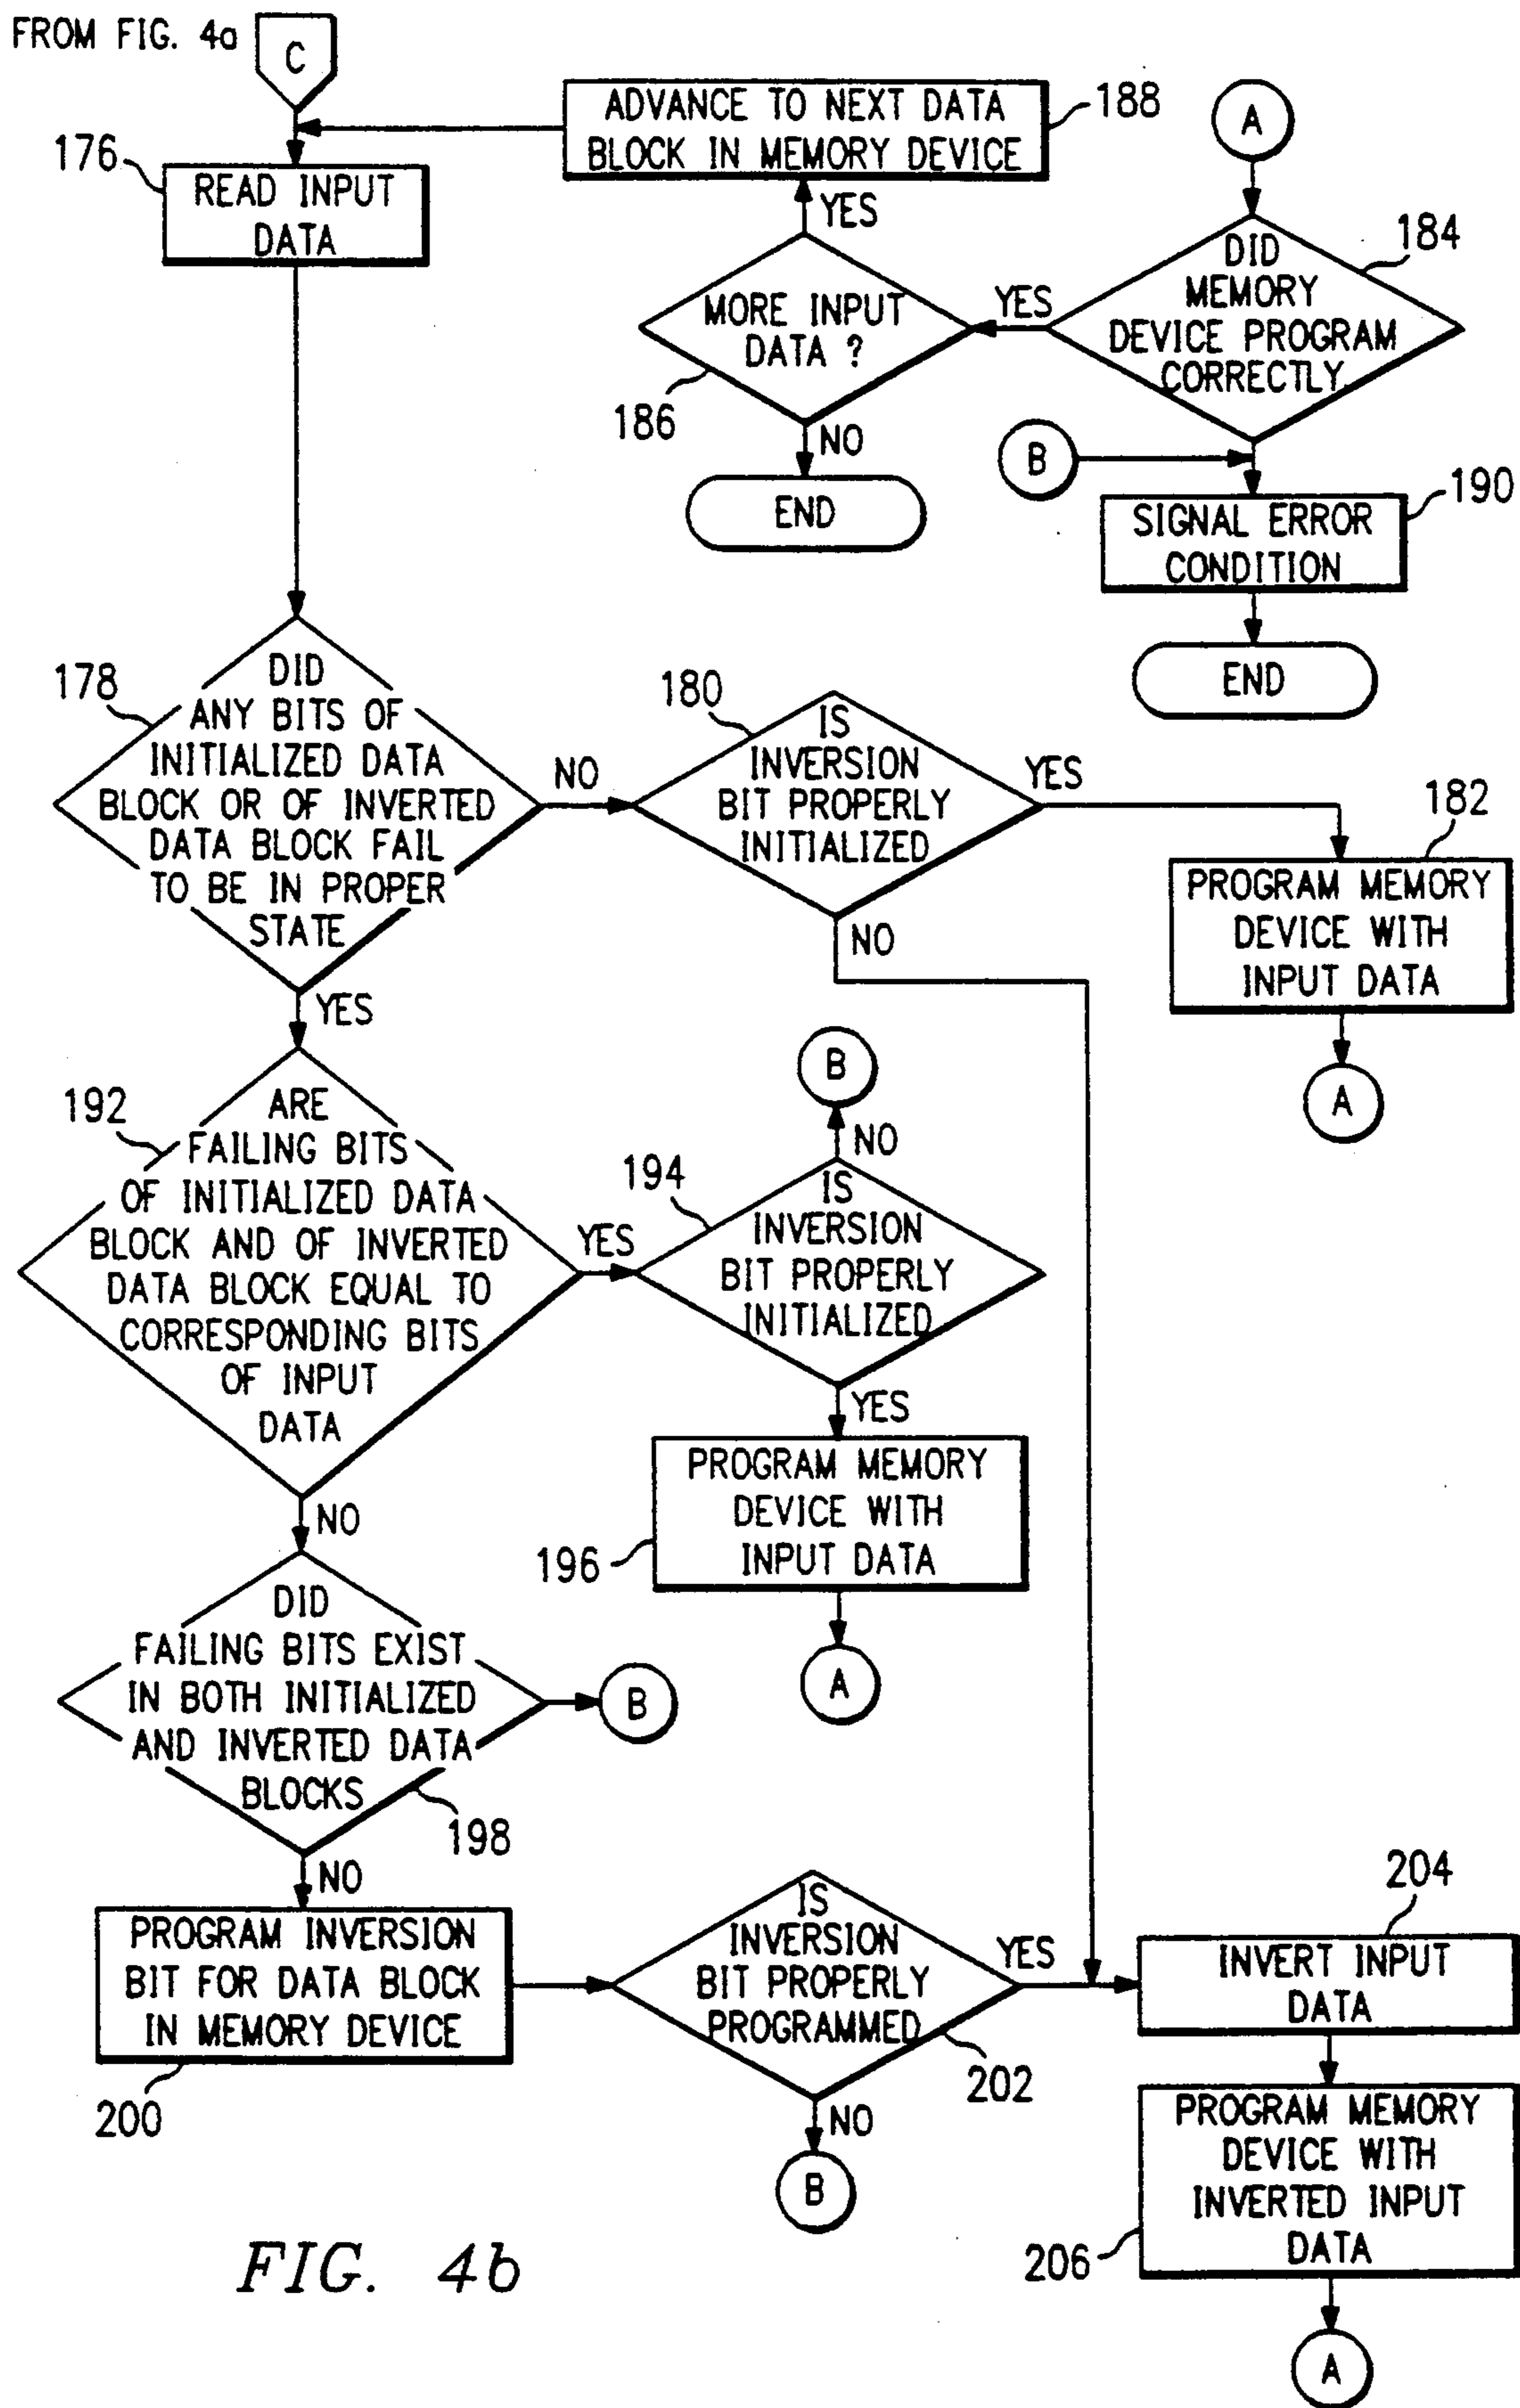 FROM FIG. 4a
C
ADVANCE TO NEXT DATA
BLOCK IN MEMORY DEVICE
188
A
176
READ INPUT
DATA
YES
184
DID
MEMORY
DEVICE PROGRAM
CORRECTLY
YES
MORE INPUT
DATA ?
186
NO
END
B
190
SIGNAL ERROR
CONDITION
END
178
DID
ANY BITS OF
INITIALIZED DATA
BLOCK OR OF INVERTED
DATA BLOCK FAIL
TO BE IN PROPER
STATE
NO
180
IS
INVERSION
BIT PROPERLY
INITIALIZED
YES
182
PROGRAM MEMORY
DEVICE WITH
INPUT DATA
A
NO
YES
192
ARE
FAILING BITS
OF INITIALIZED DATA
BLOCK AND OF INVERTED
DATA BLOCK EQUAL TO
CORRESPONDING BITS
OF INPUT
DATA
YES
B
NO
194
IS
INVERSION
BIT PROPERLY
INITIALIZED
YES
PROGRAM MEMORY
DEVICE WITH
INPUT DATA
196
A
NO
DID
FAILING BITS EXIST
IN BOTH INITIALIZED
AND INVERTED DATA
BLOCKS
B
198
NO
PROGRAM INVERSION
BIT FOR DATA BLOCK
IN MEMORY DEVICE
200
IS
INVERSION
BIT PROPERLY
PROGRAMMED
YES
202
NO
B
204
INVERT INPUT
DATA
PROGRAM MEMORY
DEVICE WITH
INVERTED INPUT
DATA
206
A
FIG. 4b